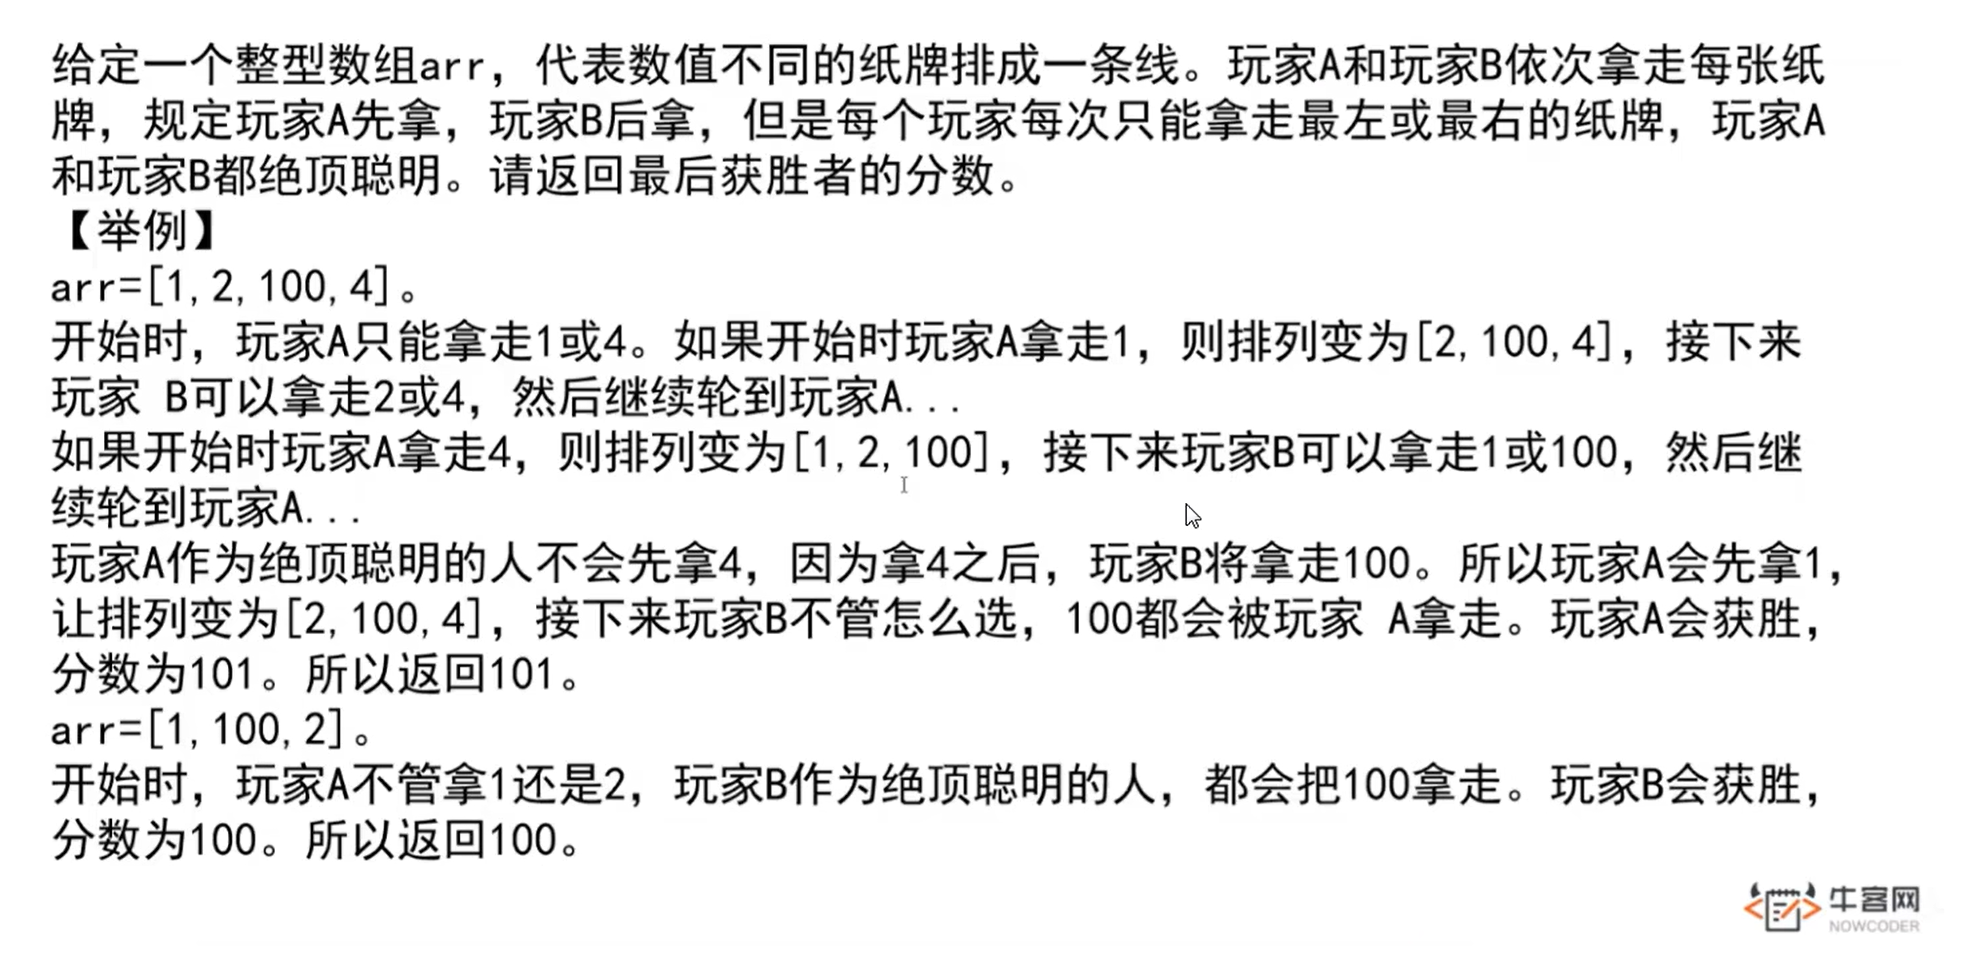 给定一个整型数组arr，代表数值不同的纸牌排成一条线。玩家A和玩家B依次拿走每张纸
牌，规定玩家A先拿，玩家B后拿，但是每个玩家每次只能拿走最左或最右的纸牌，玩家A
和玩家B都绝顶聪明。请返回最后获胜者的分数。
【举例】
arr=[1,2,100,4]。
开始时，玩家A只能拿走1或4。如果开始时玩家A拿走1，则排列变为[2,100,4]，接下来
玩家 B可以拿走2或4，然后继续轮到玩家A...
如果开始时玩家A拿走4，则排列变为[1,2,100]，接下来玩家B可以拿走1或100，然后继
续轮到玩家A...
玩家A作为绝顶聪明的人不会先拿4，因为拿4之后，玩家B将拿走100。所以玩家A会先拿1，
让排列变为[2,100,4]，接下来玩家B不管怎么选，100都会被玩家 A拿走。玩家A会获胜，
分数为101。所以返回101。
arr=[1,100,2]。
开始时，玩家A不管拿1还是2，玩家B作为绝顶聪明的人，都会把100拿走。玩家B会获胜，
分数为100。所以返回100。
牛客网
NOWCODER